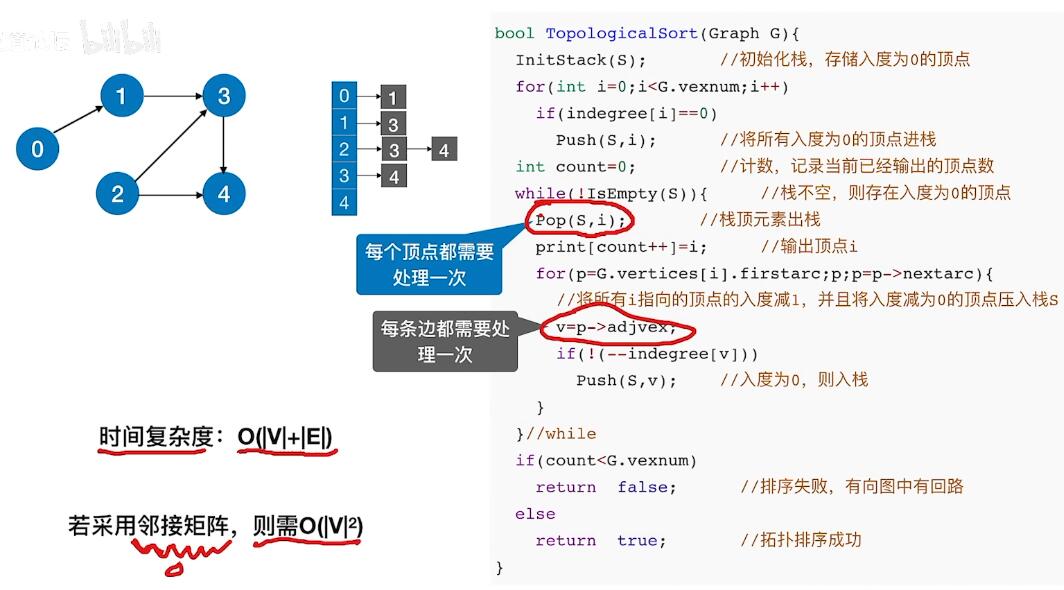 bilibili
1
3
0
2
4
0 1
1 3
2 3 4
3 4
4
每个顶点都需要
处理一次
每条边都需要处
理一次
时间复杂度：O(|V|+|E|)
若采用邻接矩阵，则需O(|V|²)
bool TopologicalSort(Graph G){
InitStack(S); //初始化栈，存储入度为0的顶点
for(int i=0;i<G.vexnum;i++)
if(indegree[i]==0)
Push(S,i); //将所有入度为0的顶点进栈
int count=0; //计数，记录当前已经输出的顶点数
while(!IsEmpty(S)){ //栈不空，则存在入度为0的顶点
Pop(S,i); //栈顶元素出栈
print[count++]=i; //输出顶点i
for(p=G.vertices[i].firstarc;p;p=p->nextarc){
//将所有i指向的顶点的入度减1，并且将入度减为0的顶点压入栈S
v=p->adjvex;
if(!(--indegree[v]))
Push(S,v); //入度为0，则入栈
}
}//while
if(count<G.vexnum)
return false; //排序失败，有向图中有回路
else
return true; //拓扑排序成功
}